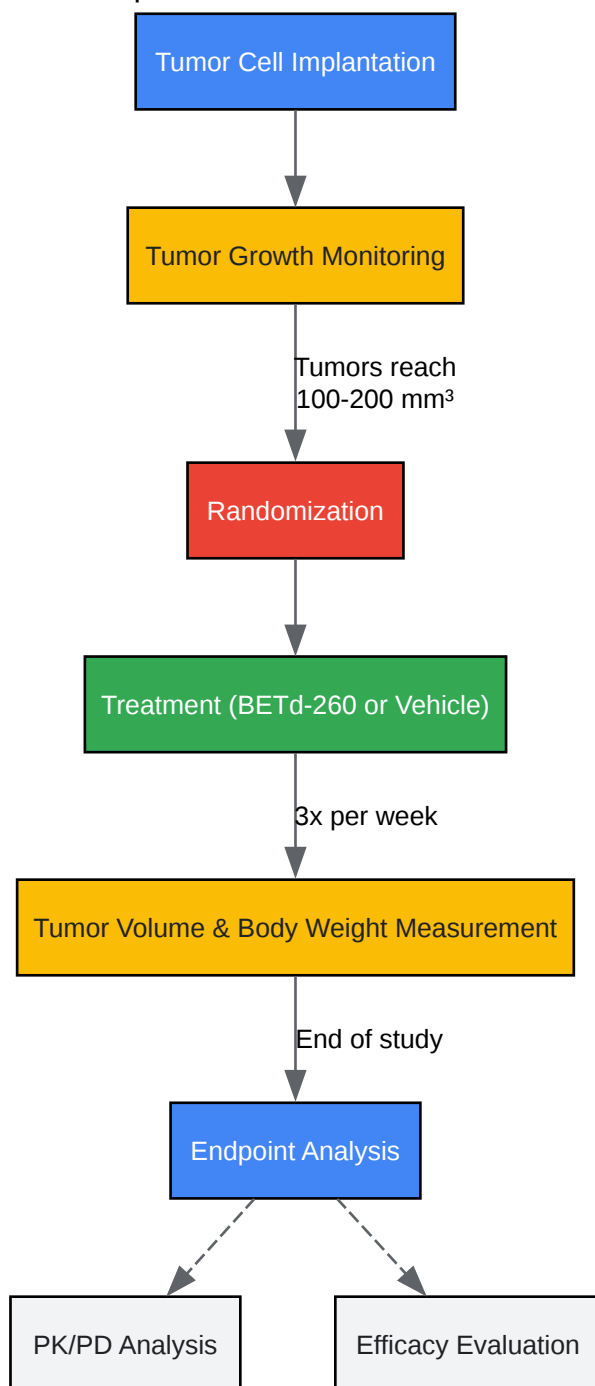 Tumor Cell Implantation
Tumor Growth Monitoring
Tumors reach
100-200 mm³
Randomization
Treatment (BETd-260 or Vehicle)
3x per week
Tumor Volume & Body Weight Measurement
End of study
Endpoint Analysis
PK/PD Analysis
Efficacy Evaluation